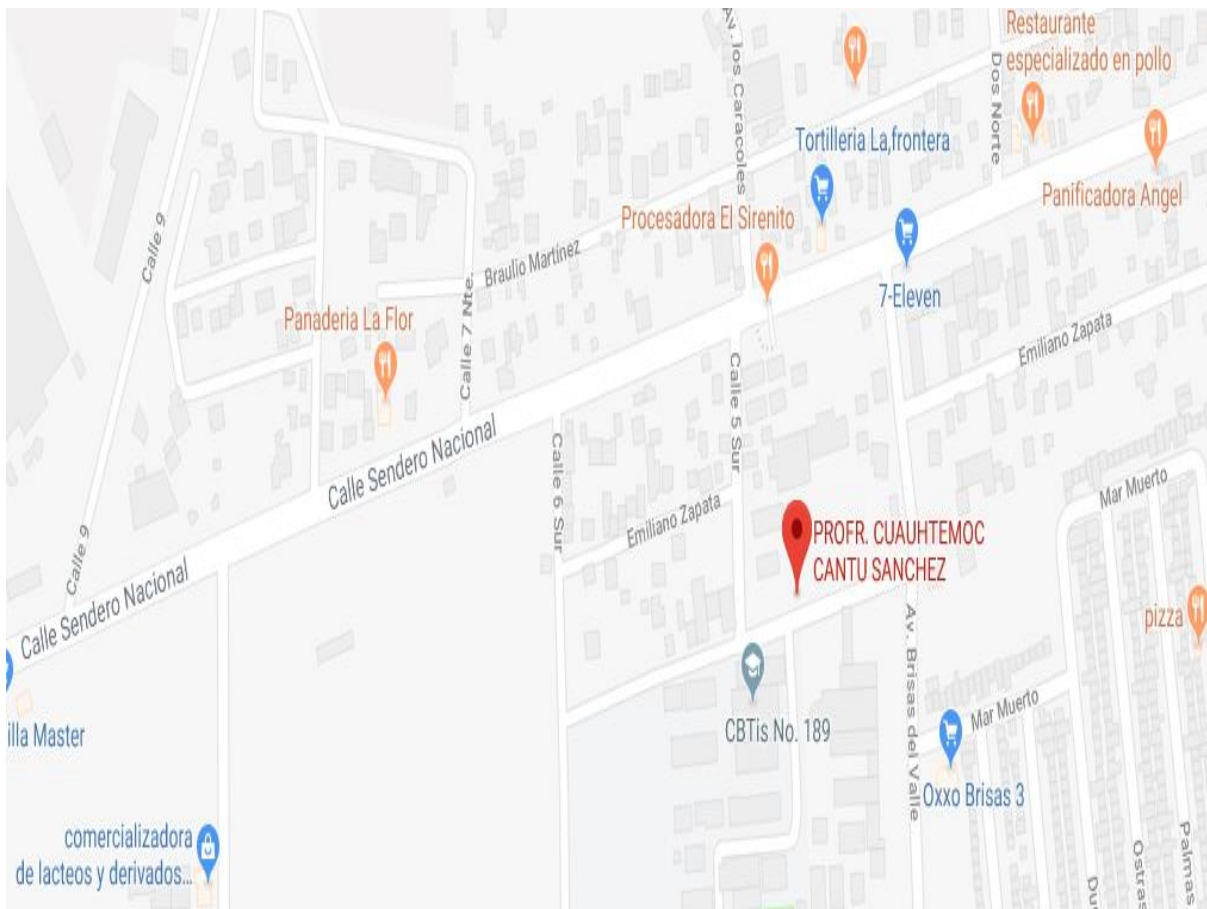 Restaurante
especializado en pollo
Av. los Caracoles
Dos Norte
Tortilleria La,frontera
Panificadora Angel
Procesadora El Sirenito
Calle 9
Braulio Martínez
7-Eleven
Panaderia La Flor
Calle 7 Nte.
Emiliano Zapata
Calle 5 Sur
Calle Sendero Nacional
Calle 6 Sur
Mar Muerto
Emiliano Zapata
PROFR. CUAUHTEMOC
CANTU SANCHEZ
Calle 9
Calle Sendero Nacional
pizza
Av. Brisas del Valle
illa Master
CBTis No. 189
Mar Muerto
Oxxo Brisas 3
comercializadora
de lacteos y derivados...
Ostras
Palmas